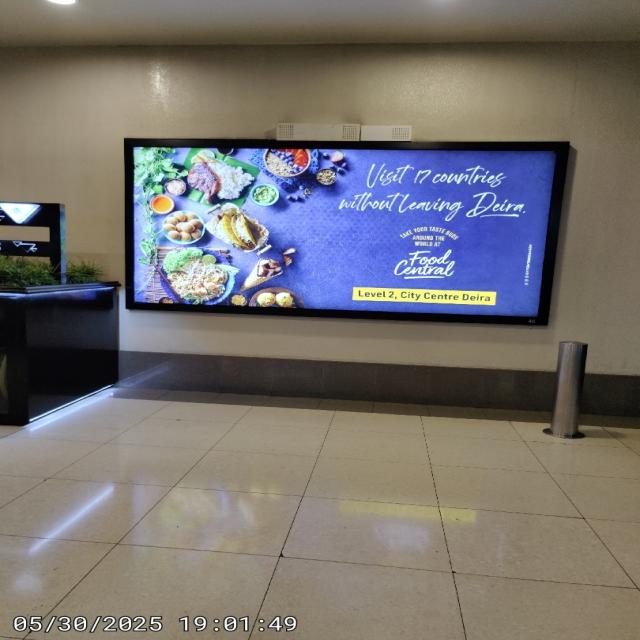 Visit 17 countries
without leaving Deira.
TAKE YOUR TASTE BUDS
AROUND THE
WORLD AT
Food
Central
Level 2, City Centre Deira
05/30/2025 19:01:49